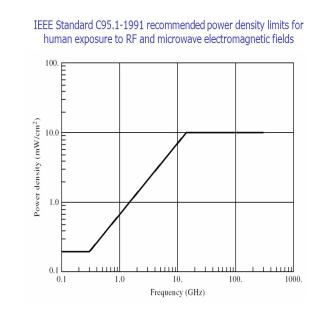 IEEE Standard C95.1-1991 recommended power density limits for
human exposure to RF and microwave electromagnetic fields
100.
10.0
1.0
0.1
Power density (mW/cm²)
0.1 1.0 10. 100. 1000.
Frequency (GHz)